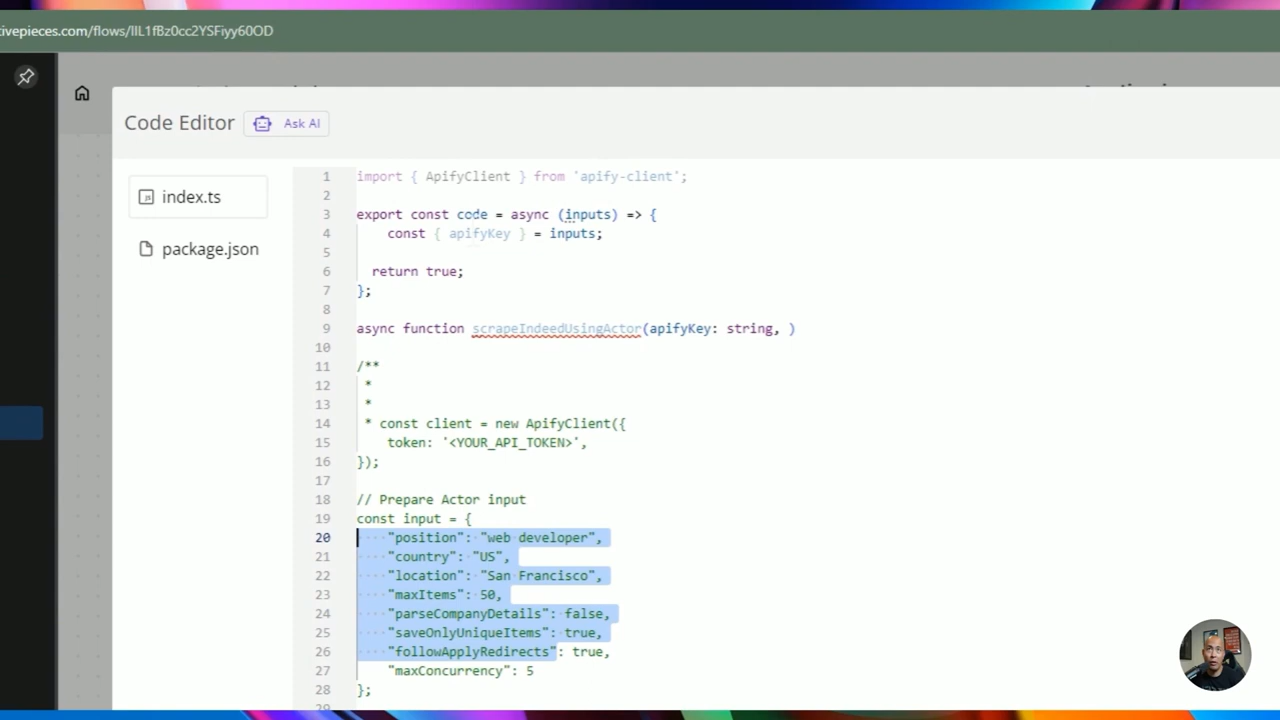 tivepieces.com/flows/lIL1fBz0cc2YSFiyy60OD
Code Editor
Ask AI
index.ts
package.json
1 import { ApifyClient } from 'apify-client';
2
3 export const code = async (inputs) => {
4 const { apifyKey } = inputs;
5
6 return true;
7 };
8
9 async function scrapeIndeedUsingActor(apifyKey: string, )
10
11 /**
12 *
13 *
14 * const client = new ApifyClient({
15 token: '<YOUR_API_TOKEN>',
16 });
17
18 // Prepare Actor input
19 const input = {
20 "position": "web developer",
21 "country": "US",
22 "location": "San Francisco",
23 "maxItems": 50,
24 "parseCompanyDetails": false,
25 "saveOnlyUniqueItems": true,
26 "followApplyRedirects": true,
27 "maxConcurrency": 5
28 };
29